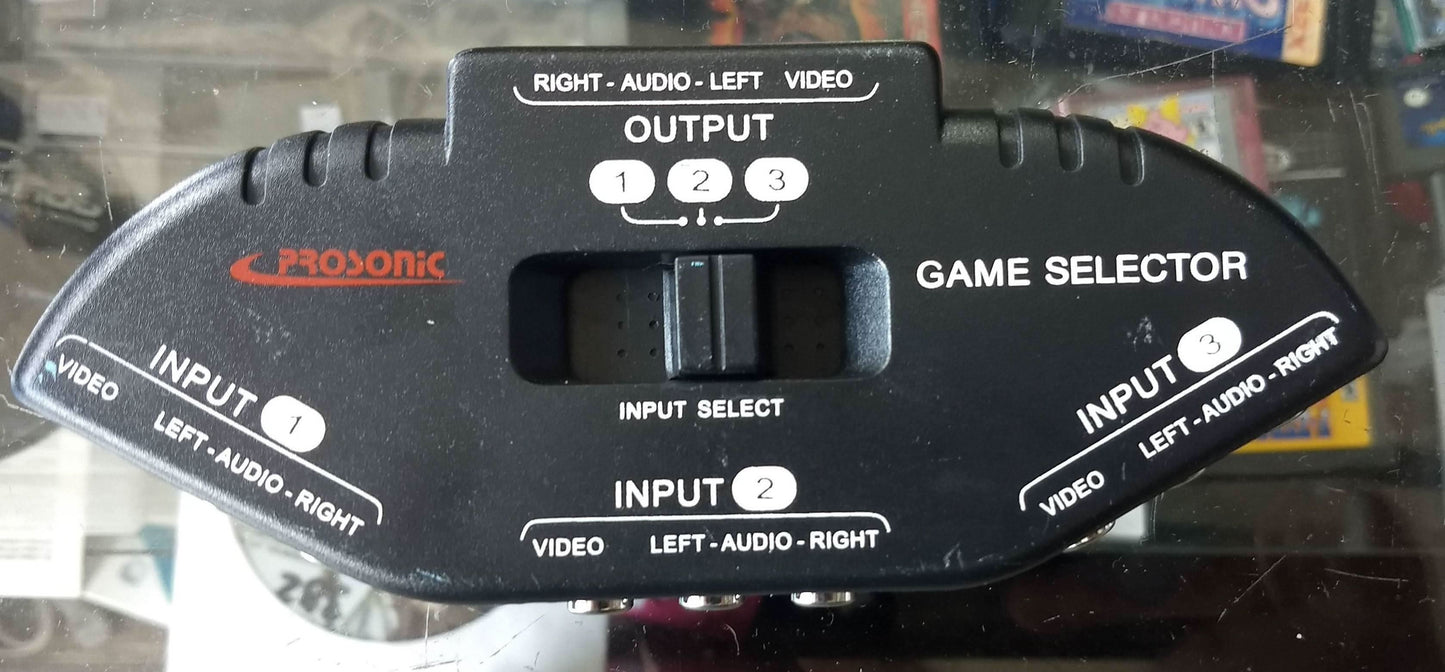 RIGHT - AUDIO - LEFT VIDEO
OUTPUT
1 2 3
PROSONIC
GAME SELECTOR
INPUT SELECT
INPUT 1
VIDEO LEFT - AUDIO - RIGHT
INPUT 2
VIDEO LEFT - AUDIO - RIGHT
INPUT 3
VIDEO LEFT - AUDIO - RIGHT